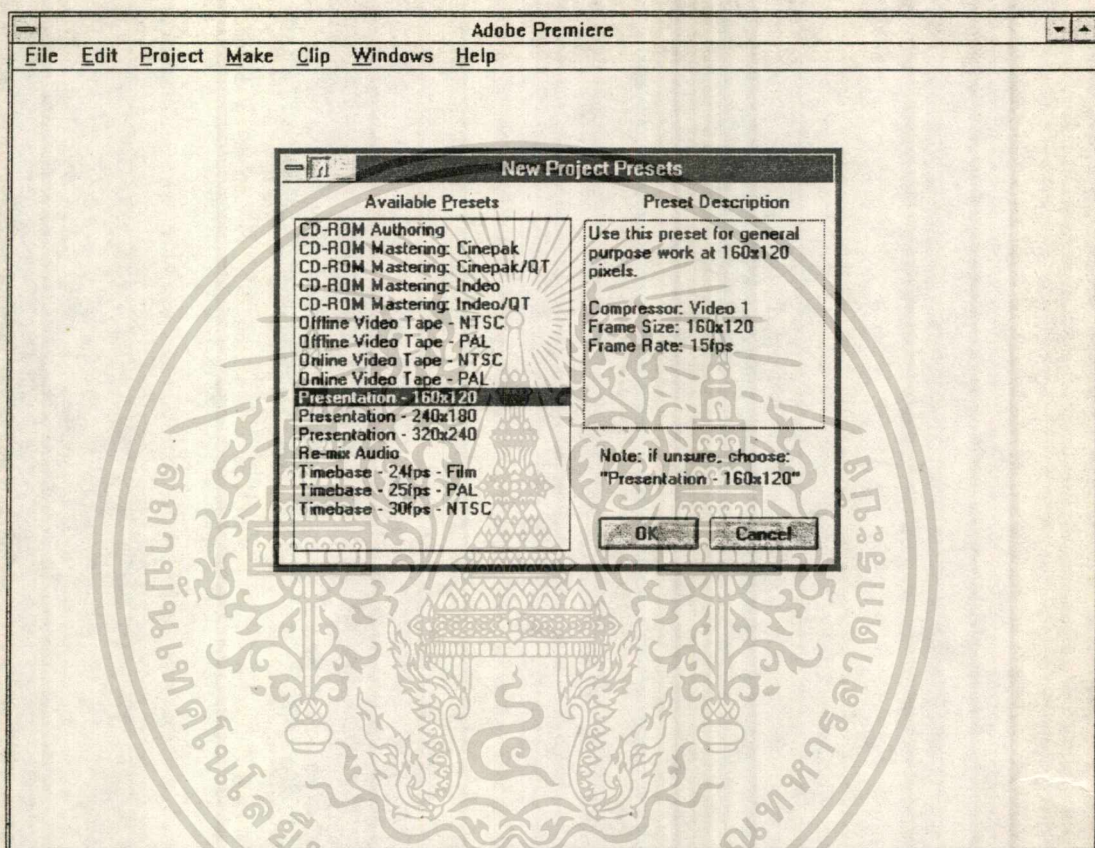 Adobe Premiere
File Edit Project Make Clip Windows Help
New Project Presets
Available Presets
CD-ROM Authoring
CD-ROM Mastering: Cinepak
CD-ROM Mastering: Cinepak/QT
CD-ROM Mastering: Indeo
CD-ROM Mastering: Indeo/QT
Offline Video Tape - NTSC
Offline Video Tape - PAL
Online Video Tape - NTSC
Online Video Tape - PAL
Presentation - 160x120
Presentation - 240x180
Presentation - 320x240
Re-mix Audio
Timebase - 24fps - Film
Timebase - 25fps - PAL
Timebase - 30fps - NTSC
Preset Description
Use this preset for general
purpose work at 160x120
pixels.
Compressor: Video 1
Frame Size: 160x120
Frame Rate: 15fps
Note: if unsure, choose:
"Presentation - 160x120"
OK Cancel